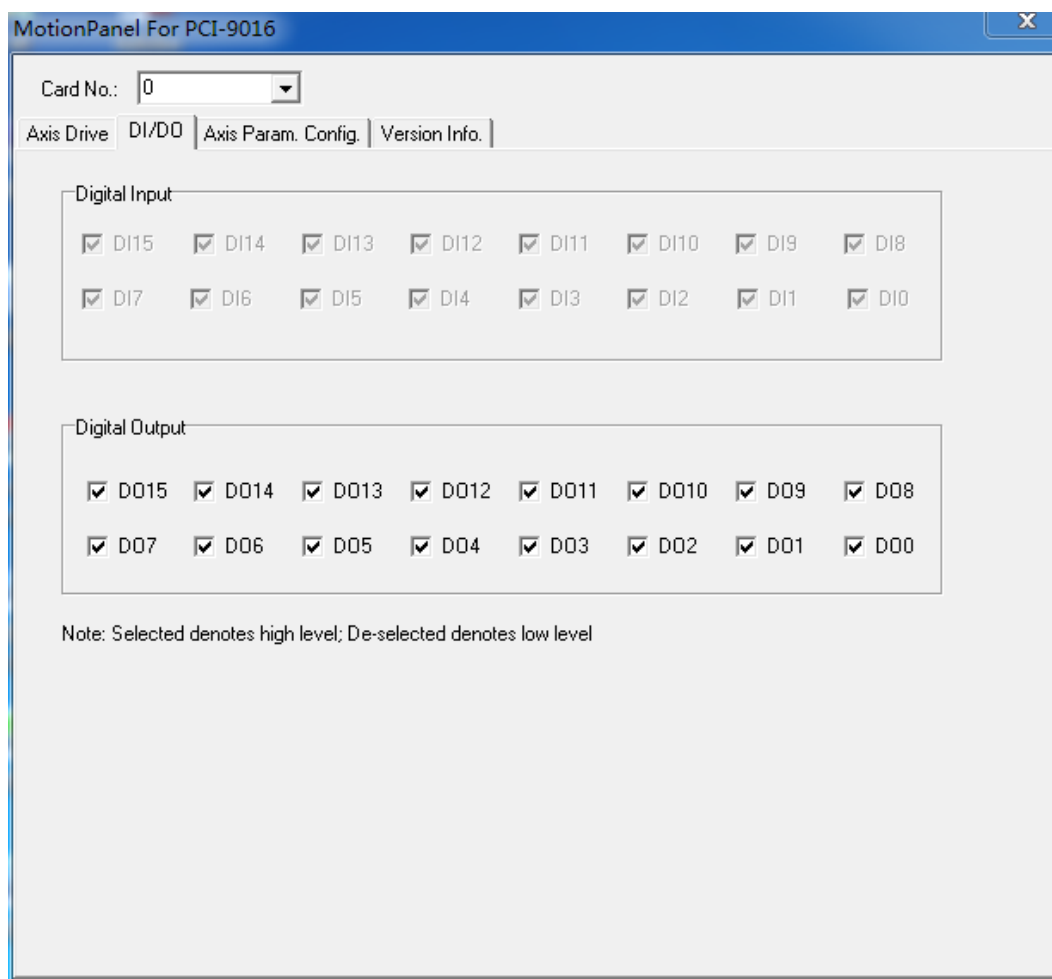 MotionPanel For PCI-9016
Card No.: 0
Axis Drive DI/DO Axis Param. Config. Version Info.
Digital Input
DI15 DI14 DI13 DI12 DI11 DI10 DI9 DI8
DI7 DI6 DI5 DI4 DI3 DI2 DI1 DI0
Digital Output
DO15 DO14 DO13 DO12 DO11 DO10 DO9 DO8
DO7 DO6 DO5 DO4 DO3 DO2 DO1 DO0
Note: Selected denotes high level; De-selected denotes low level